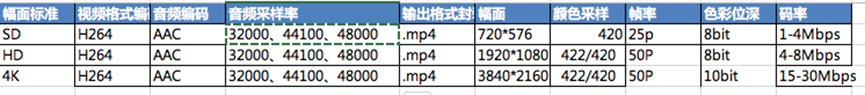 幅面标准 视频格式编 音频编码 音频采样率 输出格式封 幅面 颜色采样 帧率 色彩位深 码率
SD H264 AAC 32000、44100、48000 .mp4 720*576 420 25p 8bit 1-4Mbps
HD H264 AAC 32000、44100、48000 .mp4 1920*1080 422/420 50P 8bit 4-8Mbps
4K H264 AAC 32000、44100、48000 .mp4 3840*2160 422/420 50P 10bit 15-30Mbps